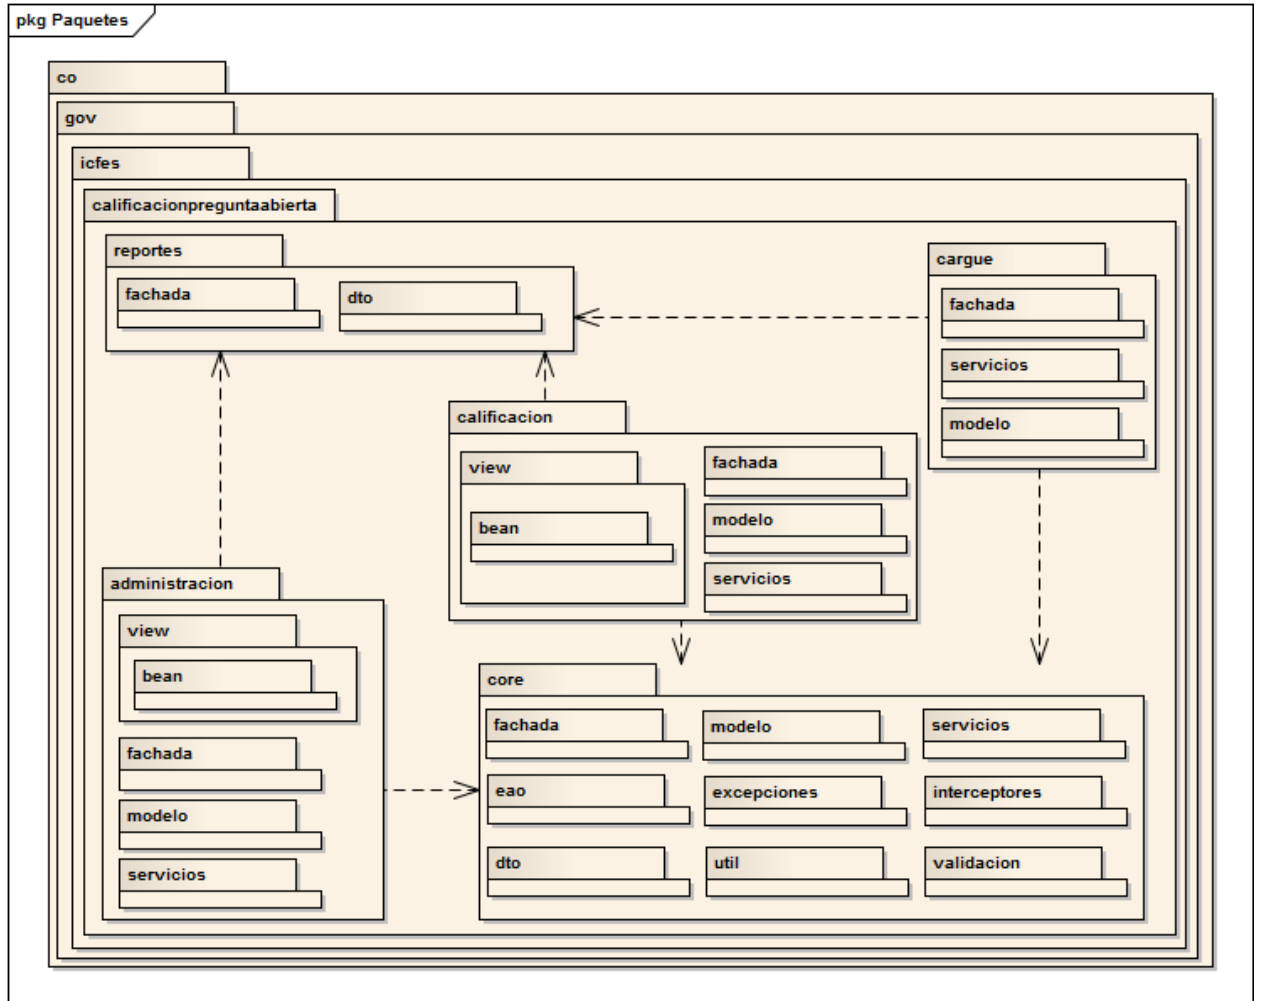 pkg Paquetes
co
gov
icfes
calificacionpreguntaabierta
reportes
fachada
dto
cargue
fachada
servicios
modelo
calificacion
view
bean
fachada
modelo
servicios
administracion
view
bean
fachada
modelo
servicios
core
fachada
modelo
servicios
eao
excepciones
interceptores
dto
util
validacion